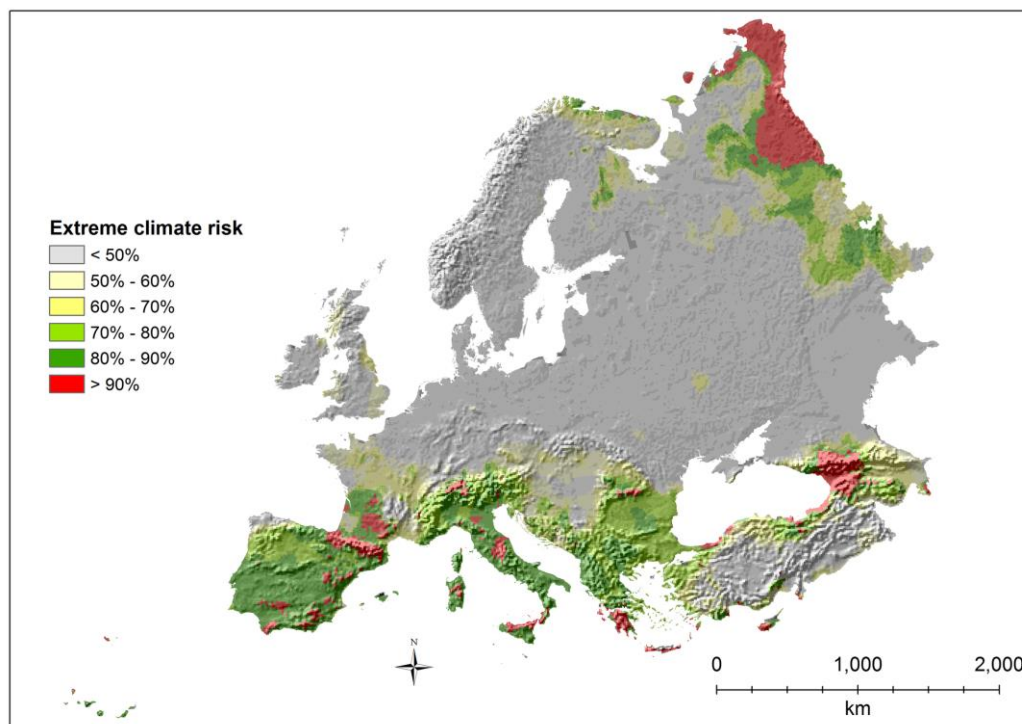 Extreme climate risk
< 50%
50% - 60%
60% - 70%
70% - 80%
80% - 90%
> 90%
N
0 1,000 2,000
km